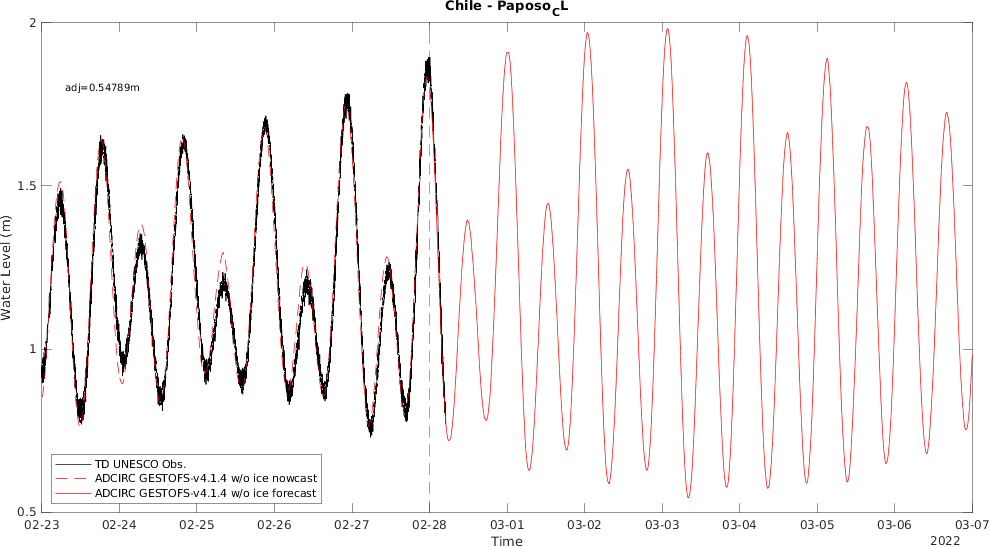 Chile - Paposo_CL
2
adj=0.54789m
1.5
Water Level (m)
1
TD UNESCO Obs.
ADCIRC GESTOFS-v4.1.4 w/o ice nowcast
ADCIRC GESTOFS-v4.1.4 w/o ice forecast
0.5
02-23 02-24 02-25 02-26 02-27 02-28 03-01 03-02 03-03 03-04 03-05 03-06 03-07
Time
2022